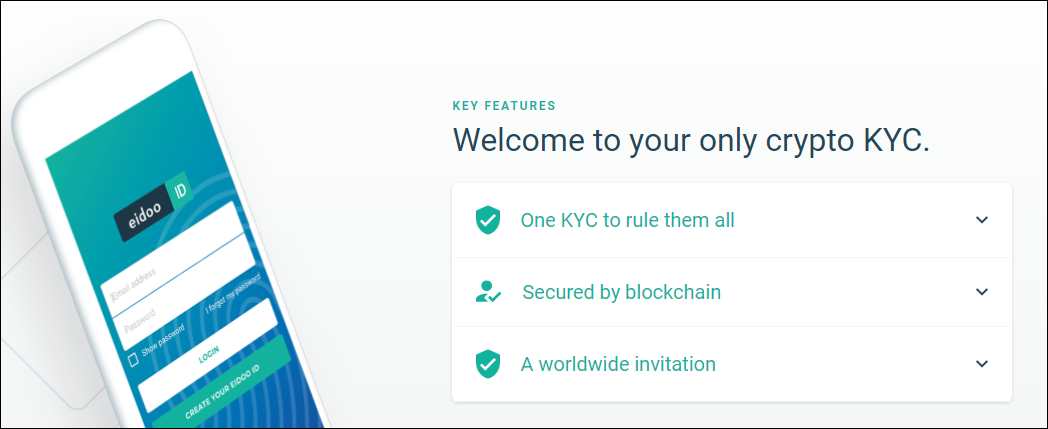 KEY FEATURES
Welcome to your only crypto KYC.
One KYC to rule them all
Secured by blockchain
A worldwide invitation
eidoo ID
Email address
Password
Show password
I forgot my password
LOGIN
CREATE YOUR EIDOO ID